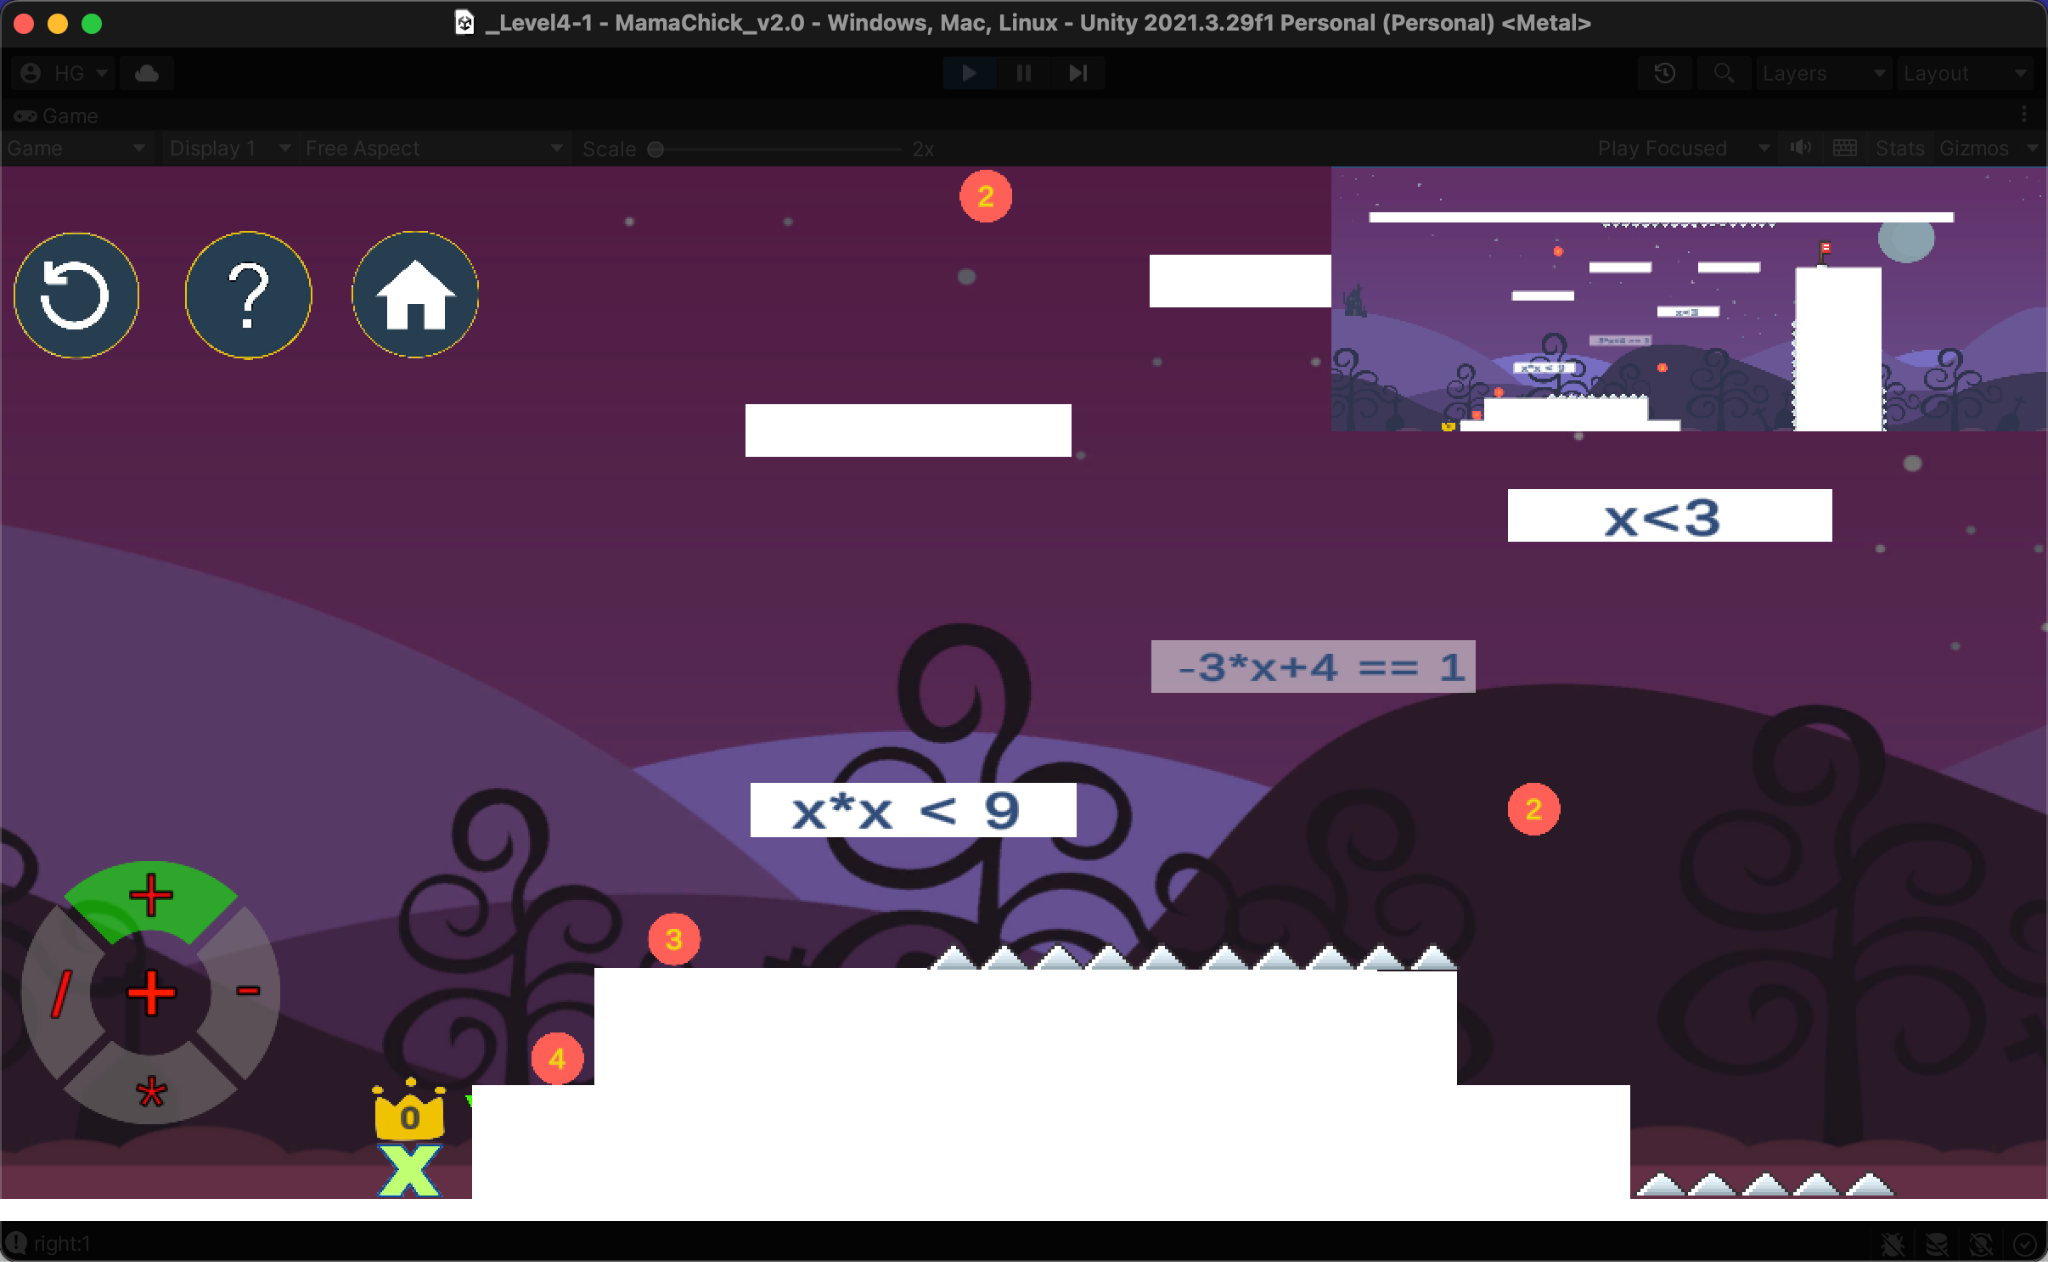 _Level4-1 - MamaChick_v2.0 - Windows, Mac, Linux - Unity 2021.3.29f1 Personal (Personal) <Metal>
HG
Layers
Layout
Game
Game
Display 1
Free Aspect
Scale
2x
Play Focused
Stats
Gizmos
2
?
x<3
-3*x+4 == 1
x*x < 9
2
3
4
+
/
+
-
*
0
X
right:1